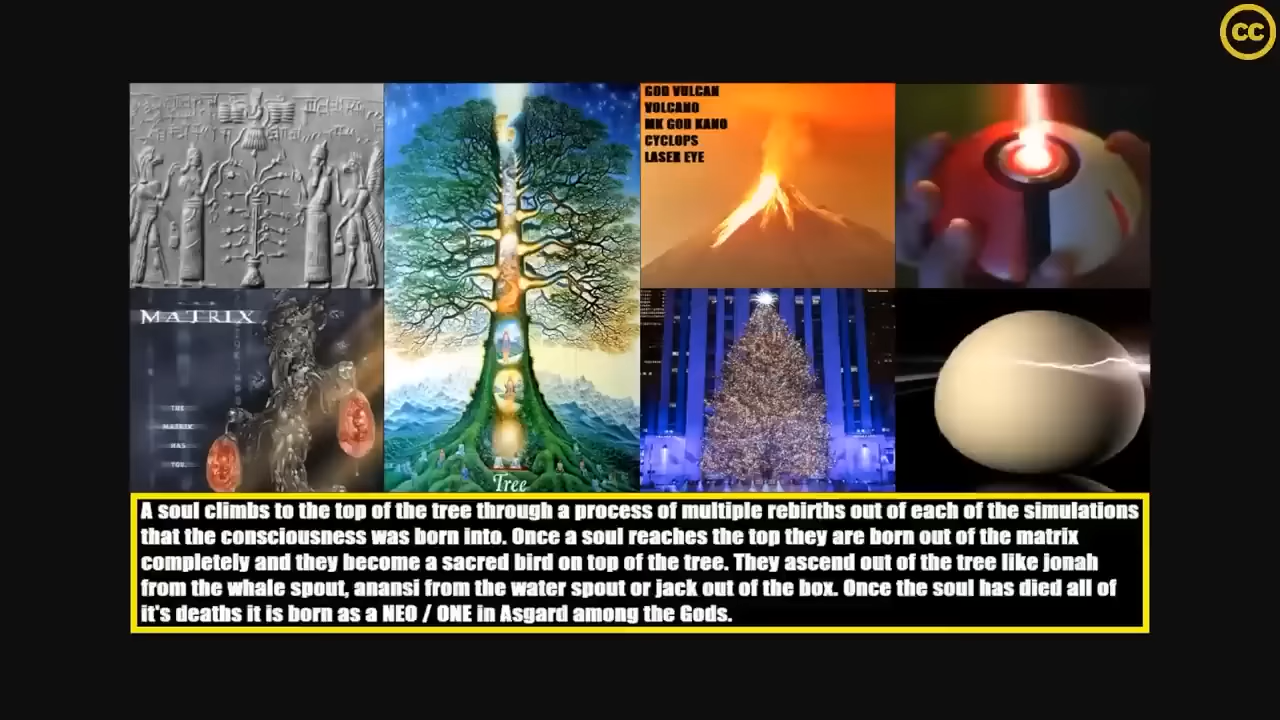 CC
GOD VULCAN
VOLCANO
MK GOD KANO
CYCLOPS
LASER EYE
MATRIX
THE
MATRIX
HAS
YOU.
Tree
A soul climbs to the top of the tree through a process of multiple rebirths out of each of the simulations
that the consciousness was born into. Once a soul reaches the top they are born out of the matrix
completely and they become a sacred bird on top of the tree. They ascend out of the tree like jonah
from the whale spout, anansi from the water spout or jack out of the box. Once the soul has died all of
it's deaths it is born as a NEO / ONE in Asgard among the Gods.